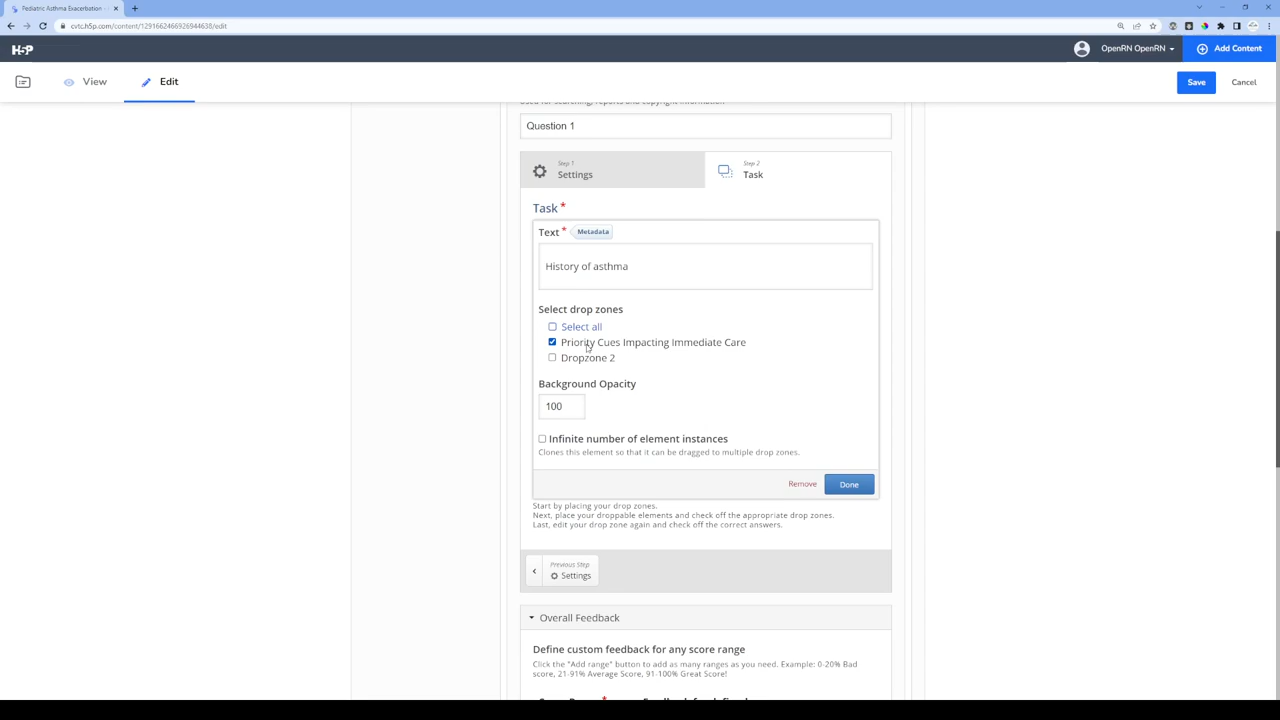 Pediatric Asthma Exacerbation -
cvtc.h5p.com/content/1291662466926944638/edit
H5P
OpenRN OpenRN
Add Content
View
Edit
Save
Cancel
Used for searching, reports and copyright information
Question 1
Step 1
Settings
Step 2
Task
Task *
Text * Metadata
History of asthma
Select drop zones
Select all
Priority Cues Impacting Immediate Care
Dropzone 2
Background Opacity
100
Infinite number of element instances
Clones this element so that it can be dragged to multiple drop zones.
Remove
Done
Start by placing your drop zones.
Next, place your droppable elements and check off the appropriate drop zones.
Last, edit your drop zone again and check off the correct answers.
Previous Step
Settings
Overall Feedback
Define custom feedback for any score range
Click the "Add range" button to add as many ranges as you need. Example: 0-20% Bad
score, 21-91% Average Score, 91-100% Great Score!